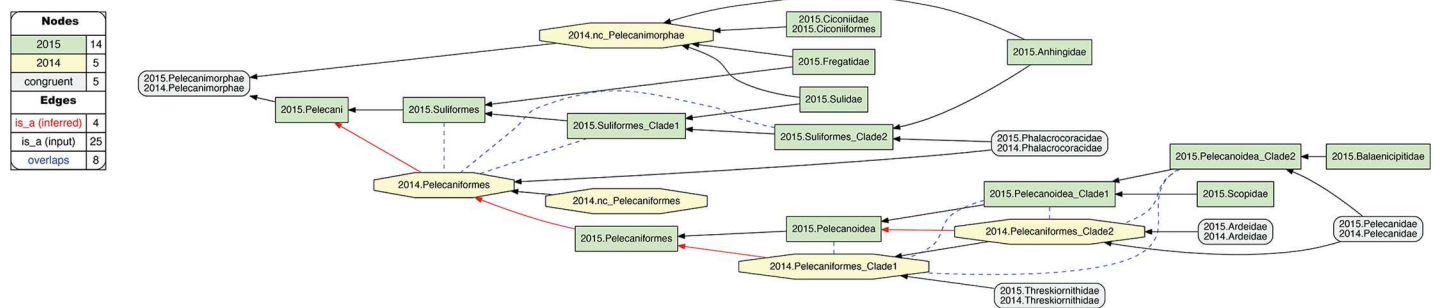 Nodes
2015 14
2014 5
congruent 5
Edges
is_a (inferred) 4
is_a (input) 25
overlaps 8
2014.nc_Pelecanimorphae
2015.Ciconiidae
2015.Ciconiiformes
2015.Anhingidae
2015.Fregatidae
2015.Pelecanimorphae
2014.Pelecanimorphae
2015.Sulidae
2015.Pelecani
2015.Suliformes
2015.Suliformes_Clade1
2015.Suliformes_Clade2
2015.Phalacrocoracidae
2014.Phalacrocoracidae
2015.Pelecanoidea_Clade2
2015.Balaenicipitidae
2014.Pelecaniformes
2014.nc_Pelecaniformes
2015.Pelecanoidea_Clade1
2015.Scopidae
2015.Pelecaniformes
2015.Pelecanoidea
2014.Pelecaniformes_Clade2
2015.Ardeidae
2014.Ardeidae
2015.Pelecanidae
2014.Pelecanidae
2014.Pelecaniformes_Clade1
2015.Threskiornithidae
2014.Threskiornithidae